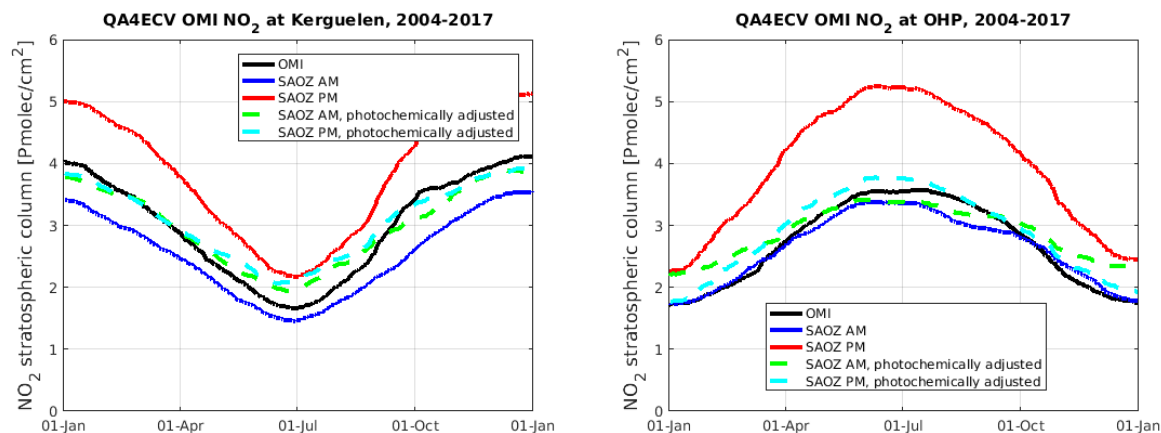 QA4ECV OMI NO2 at Kerguelen, 2004-2017
NO2 stratospheric column [Pmolec/cm2]
6
5
4
3
2
1
0
OMI
SAOZ AM
SAOZ PM
SAOZ AM, photochemically adjusted
SAOZ PM, photochemically adjusted
01-Jan
01-Apr
01-Jul
01-Oct
01-Jan
QA4ECV OMI NO2 at OHP, 2004-2017
NO2 stratospheric column [Pmolec/cm2]
6
5
4
3
2
1
0
OMI
SAOZ AM
SAOZ PM
SAOZ AM, photochemically adjusted
SAOZ PM, photochemically adjusted
01-Jan
01-Apr
01-Jul
01-Oct
01-Jan